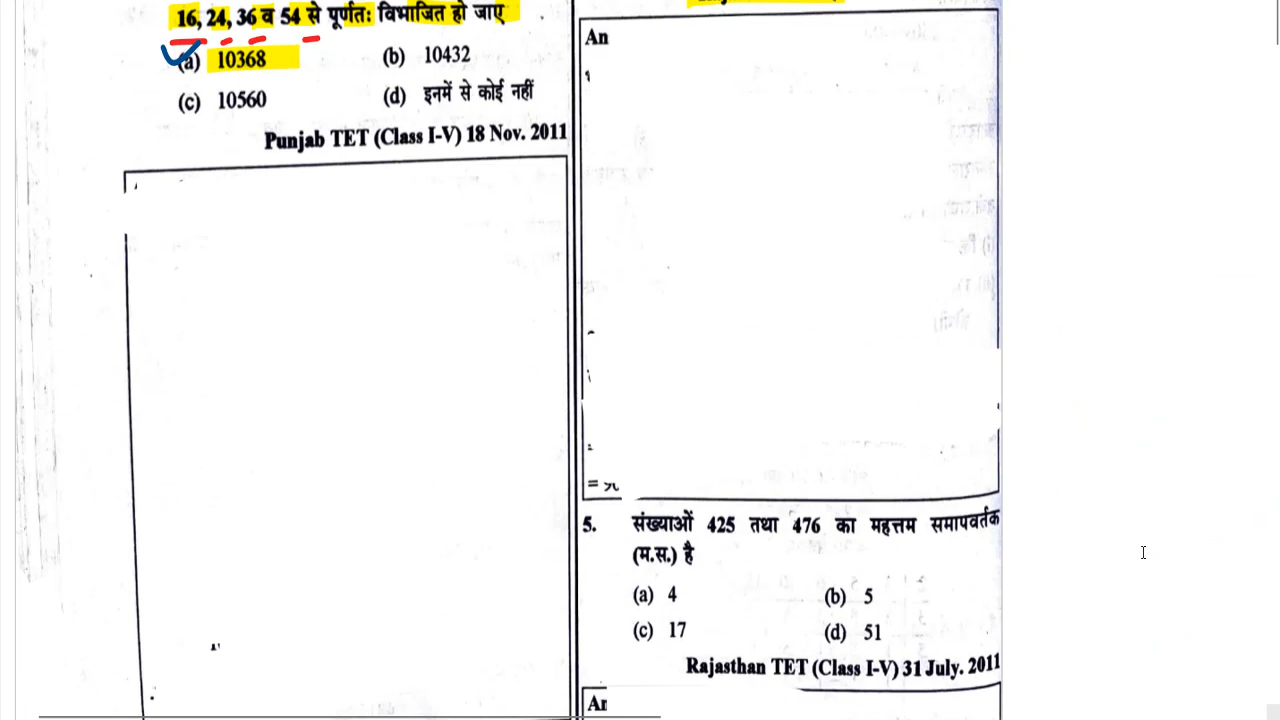 16, 24, 36 व 54 से पूर्णतः विभाजित हो जाए
(a) 10368 (b) 10432
(c) 10560 (d) इनमें से कोई नहीं
Punjab TET (Class I-V) 18 Nov. 2011
An
= x
5. संख्याओं 425 तथा 476 का महत्तम समापवर्तक
(म.स.) है
(a) 4 (b) 5
(c) 17 (d) 51
Rajasthan TET (Class I-V) 31 July. 2011